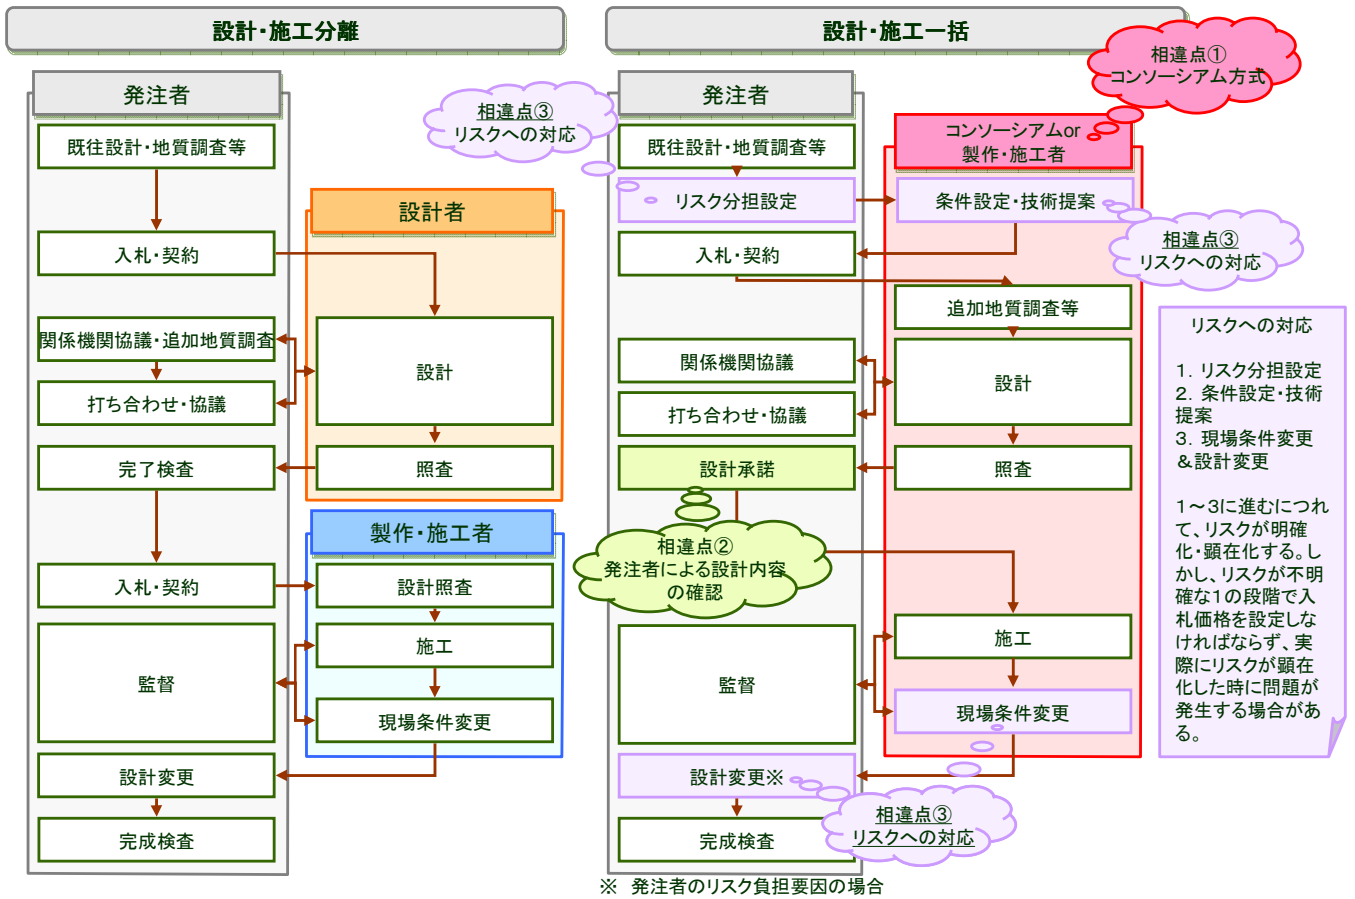 設計・施工分離
発注者
既往設計・地質調査等
設計者
入札・契約
関係機関協議・追加地質調査
設計
打ち合わせ・協議
完了検査
照査
製作・施工者
入札・契約
設計照査
施工
監督
現場条件変更
設計変更
完成検査
設計・施工一括
相違点①
コンソーシアム方式
発注者
相違点③
リスクへの対応
コンソーシアムor
製作・施工者
既往設計・地質調査等
リスク分担設定
条件設定・技術提案
相違点③
リスクへの対応
入札・契約
追加地質調査等
関係機関協議
設計
打ち合わせ・協議
設計承諾
照査
相違点②
発注者による設計内容
の確認
施工
監督
現場条件変更
設計変更※
相違点③
リスクへの対応
完成検査
※ 発注者のリスク負担要因の場合
リスクへの対応
1. リスク分担設定
2. 条件設定・技術
提案
3. 現場条件変更
＆設計変更
1～3に進むにつれ
て、リスクが明確
化・顕在化する。し
かし、リスクが不明
確な1の段階で入
札価格を設定しな
ければならず、実
際にリスクが顕在
化した時に問題が
発生する場合があ
る。